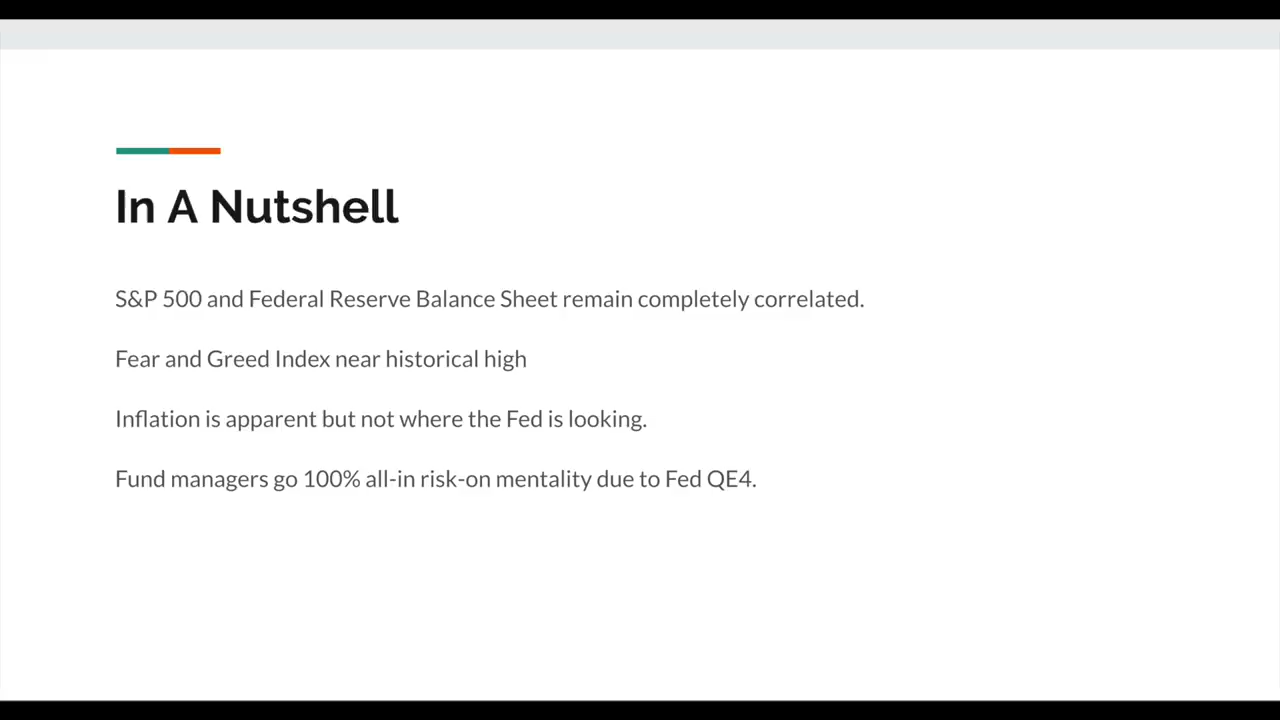 In A Nutshell
S&P 500 and Federal Reserve Balance Sheet remain completely correlated.
Fear and Greed Index near historical high
Inflation is apparent but not where the Fed is looking.
Fund managers go 100% all-in risk-on mentality due to Fed QE4.